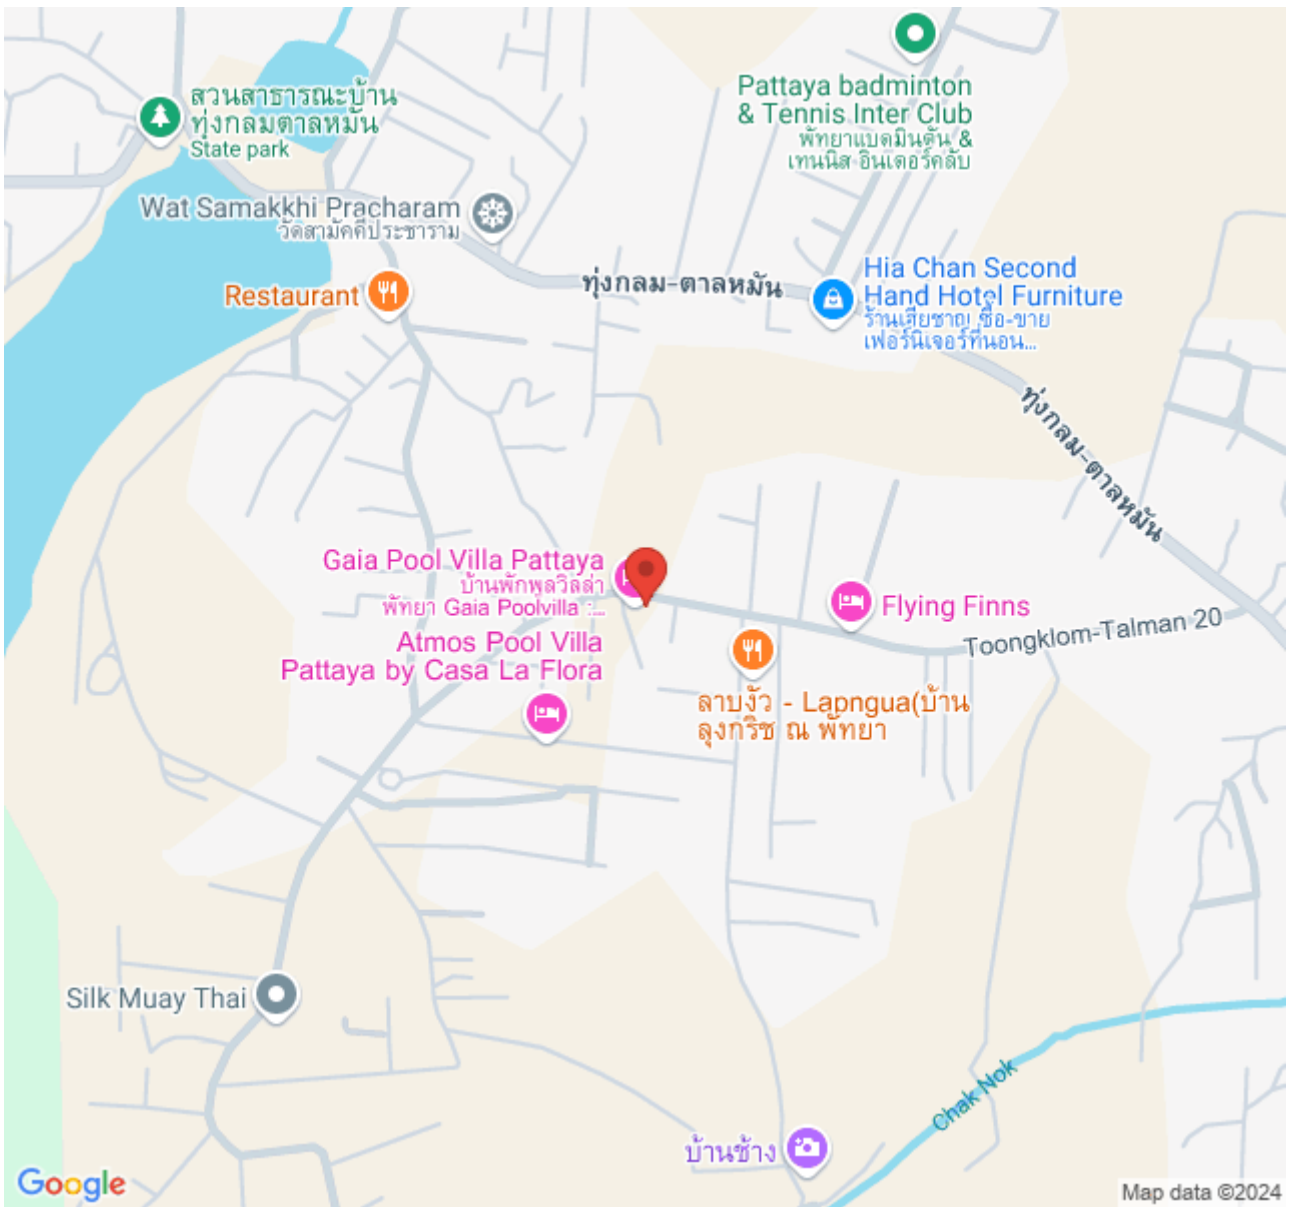 Pattaya badminton
& Tennis Inter Club
พัทยาแบดมินตัน &
เทนนิส อินเตอร์คลับ
สวนสาธารณะบ้าน
ทุ่งกลมตาลหมัน
State park
Wat Samakkhi Pracharam
วัดสามัคคีประชาราม
Restaurant
ทุ่งกลม-ตาลหมัน
Hia Chan Second
Hand Hotel Furniture
ร้านเฮียชาญ ซื้อ-ขาย
เฟอร์นิเจอร์ที่นอน...
ทุ่งกลม-ตาลหมัน
Gaia Pool Villa Pattaya
บ้านพักพูลวิลล่า
พัทยา Gaia Poolvilla :...
Flying Finns
Toongklom-Talman 20
Atmos Pool Villa
Pattaya by Casa La Flora
ลาบงัว - Lapngua(บ้าน
ลุงกริช ณ พัทยา
Silk Muay Thai
Chak Nok
บ้านช้าง
Google
Map data ©2024